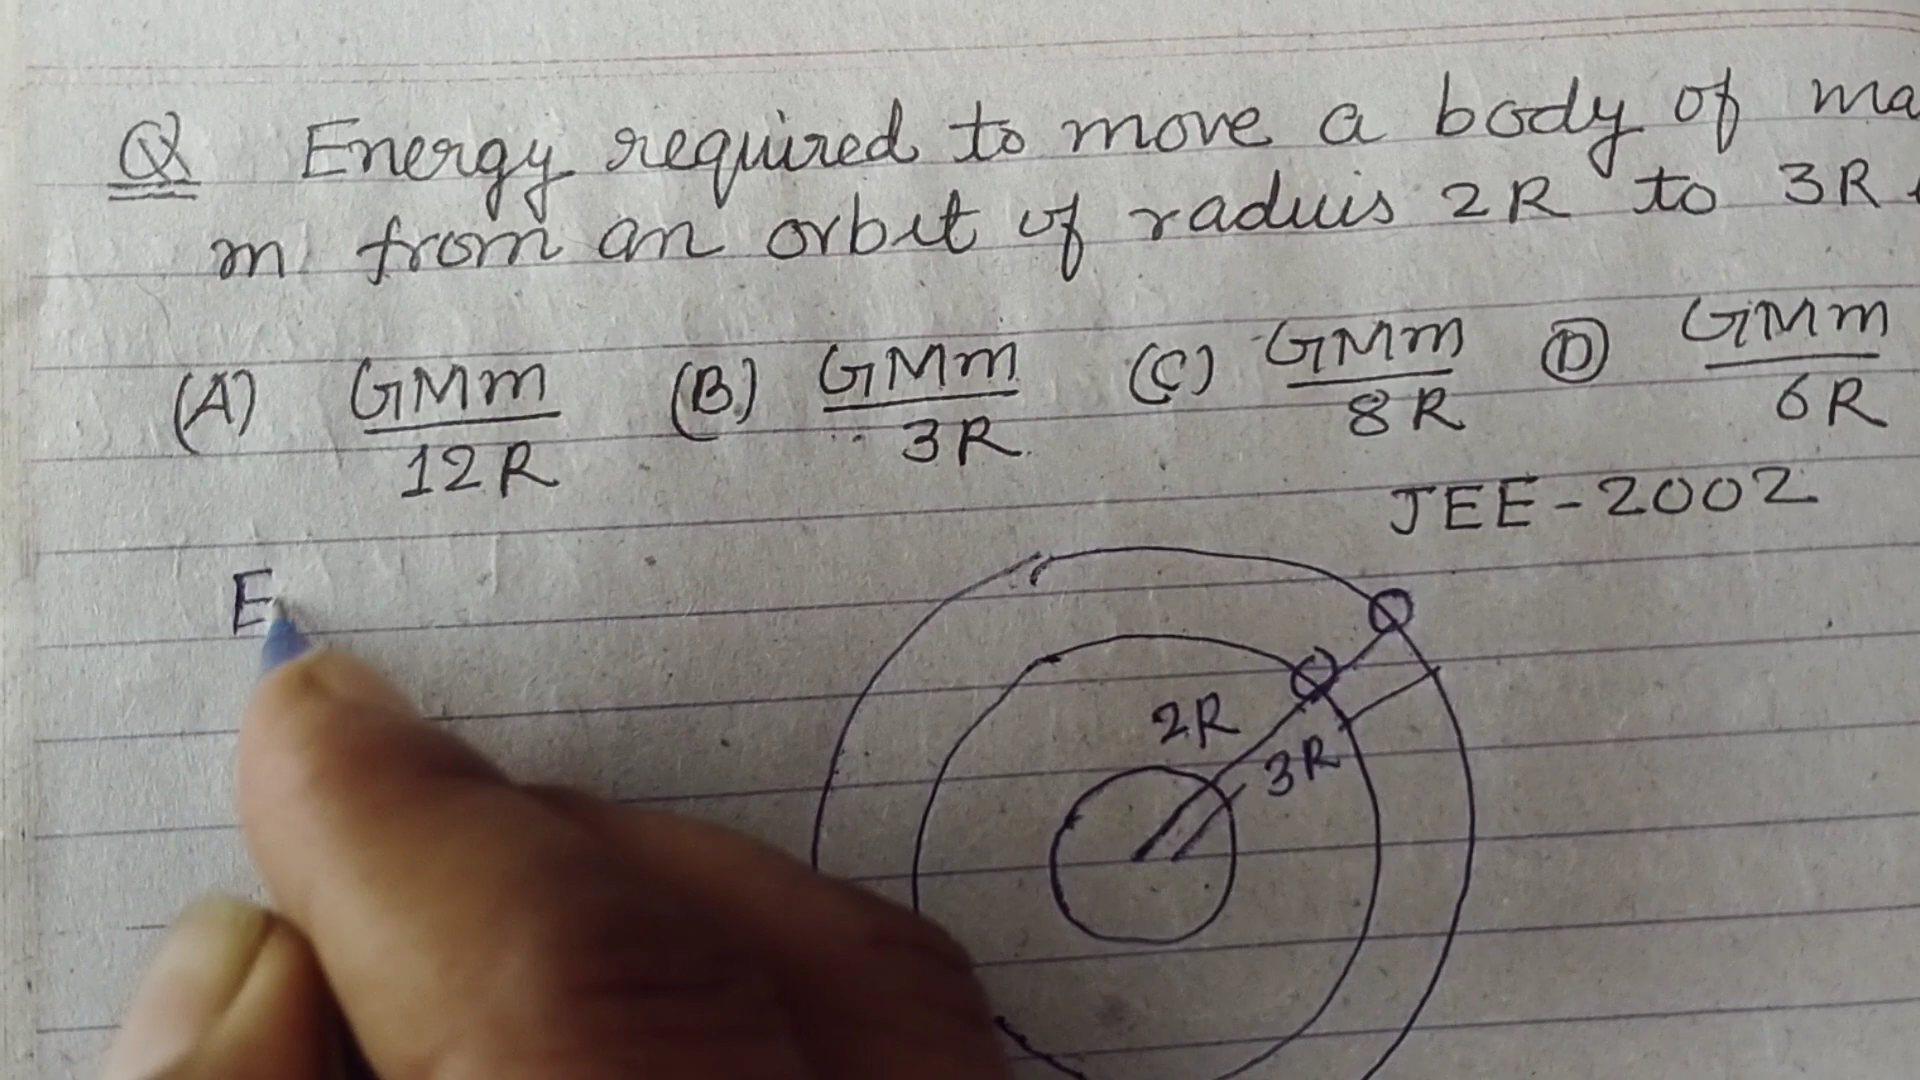 Q Energy required to move a body of ma
m from an orbit of raduis 2R to 3R
(A) GMm/12R (B) GMm/3R (C) GMm/8R (D) GMm/6R
JEE-2002
E
2R
3R